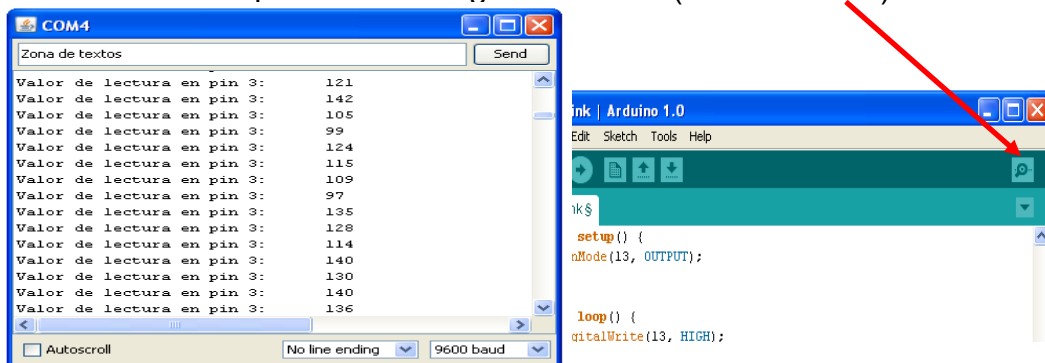 COM4
Zona de textos
Send
Valor de lectura en pin 3: 121
Valor de lectura en pin 3: 142
Valor de lectura en pin 3: 105
Valor de lectura en pin 3: 99
Valor de lectura en pin 3: 124
Valor de lectura en pin 3: 115
Valor de lectura en pin 3: 109
Valor de lectura en pin 3: 97
Valor de lectura en pin 3: 135
Valor de lectura en pin 3: 128
Valor de lectura en pin 3: 114
Valor de lectura en pin 3: 140
Valor de lectura en pin 3: 130
Valor de lectura en pin 3: 140
Valor de lectura en pin 3: 136
Autoscroll
No line ending
9600 baud
ink | Arduino 1.0
Edit Sketch Tools Help
nk§
setup() {
nMode(13, OUTPUT);
loop() {
gitalWrite(13, HIGH);